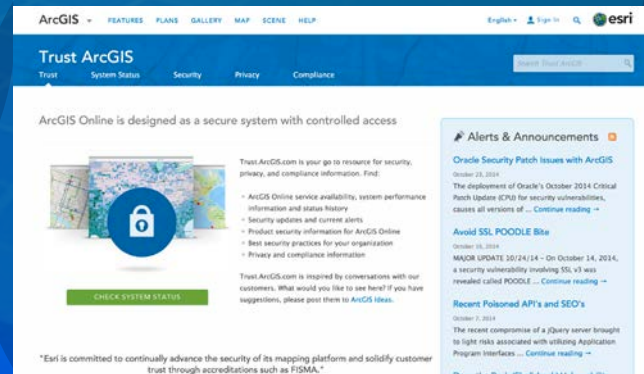 ArcGIS FEATURES PLANS GALLERY MAP SCENE HELP English Sign In esri
Trust ArcGIS
Search Trust ArcGIS
Trust System Status Security Privacy Compliance
ArcGIS Online is designed as a secure system with controlled access
Trust.ArcGIS.com is your go to resource for security,
privacy, and compliance information. Find:
• ArcGIS Online service availability, system performance
information and status history
• Security updates and current alerts
• Product security information for ArcGIS Online
• Best security practices for your organization
• Privacy and compliance information
Trust.ArcGIS.com is inspired by conversations with our
customers. What would you like to see here? If you have
suggestions, please post them to ArcGIS Ideas.
CHECK SYSTEM STATUS
"Esri is committed to continually advance the security of its mapping platform and solidify customer
trust through accreditations such as FISMA."
Alerts & Announcements
Oracle Security Patch Issues with ArcGIS
October 23, 2014
The deployment of Oracle's October 2014 Critical
Patch Update (CPU) for security vulnerabilities,
causes all versions of ... Continue reading →
Avoid SSL POODLE Bite
October 16, 2014
MAJOR UPDATE 10/24/14 – On October 14, 2014,
a security vulnerability involving SSL v3 was
revealed called POODLE ... Continue reading →
Recent Poisoned API's and SEO's
October 7, 2014
The recent compromise of a jQuery server brought
to light risks associated with utilizing Application
Program Interfaces ... Continue reading →